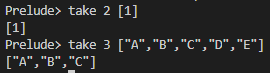 Prelude> take 2 [1]
[1]
Prelude> take 3 ["A","B","C","D","E"]
["A","B","C"]